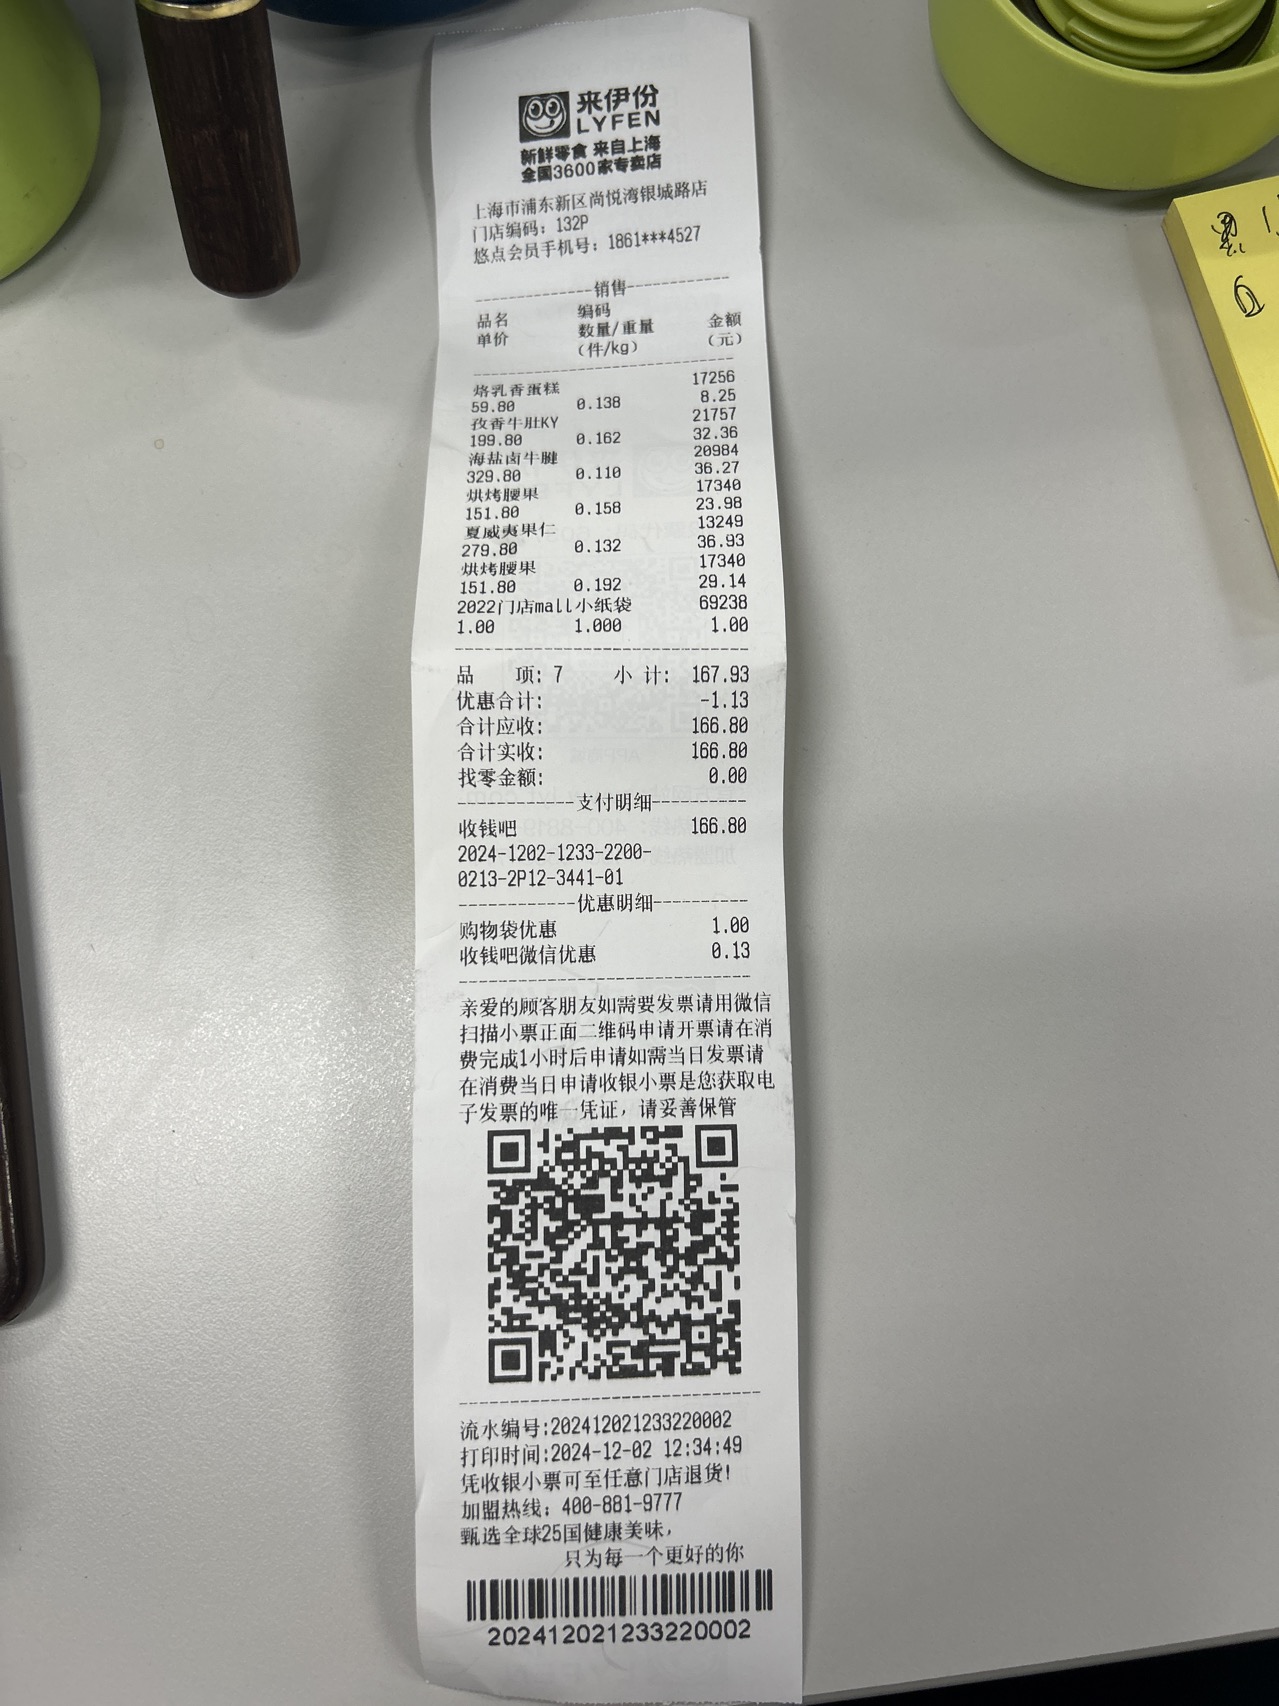 来伊份
LYFEN
新鲜零食 来自上海
全国3600家专卖店
上海市浦东新区尚悦湾银城路店
门店编码: 132P
悠点会员手机号: 1861***4527
销售
品名 编码
单价 数量/重量 金额
(件/kg) (元)
烙乳香蛋糕 17256
59.80 0.138 8.25
孜香牛肚KY 21757
199.80 0.162 32.36
海盐卤牛腱 20984
329.80 0.110 36.27
烘烤腰果 17340
151.80 0.158 23.98
夏威夷果仁 13249
279.80 0.132 36.93
烘烤腰果 17340
151.80 0.192 29.14
2022门店mall小纸袋 69238
1.00 1.000 1.00
品 项: 7 小 计: 167.93
优惠合计: -1.13
合计应收: 166.80
合计实收: 166.80
找零金额: 0.00
支付明细
收钱吧 166.80
2024-1202-1233-2200-
0213-2P12-3441-01
优惠明细
购物袋优惠 1.00
收钱吧微信优惠 0.13
亲爱的顾客朋友如需要发票请用微信
扫描小票正面二维码申请开票请在消
费完成1小时后申请如需当日发票请
在消费当日申请收银小票是您获取电
子发票的唯一凭证，请妥善保管
流水编号:202412021233220002
打印时间:2024-12-02 12:34:49
凭收银小票可至任意门店退货!
加盟热线: 400-881-9777
甄选全球25国健康美味，
只为每一个更好的你
202412021233220002